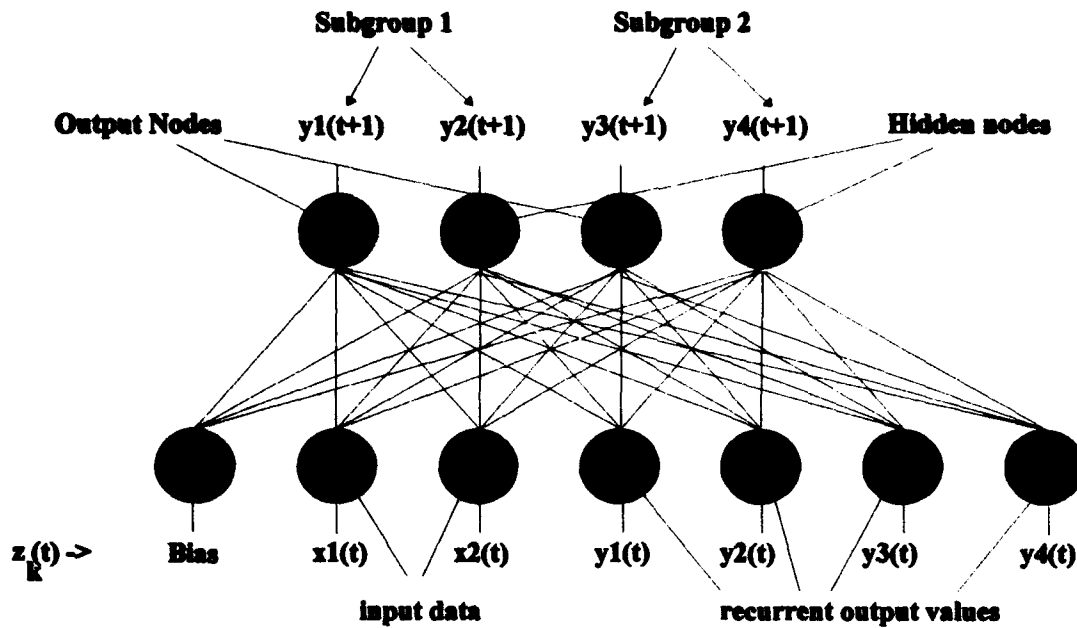 Subgroup 1 Subgroup 2
Output Nodes y1(t+1) y2(t+1) y3(t+1) y4(t+1) Hidden nodes
z (t) -> Bias x1(t) x2(t) y1(t) y2(t) y3(t) y4(t)
k
input data recurrent output values